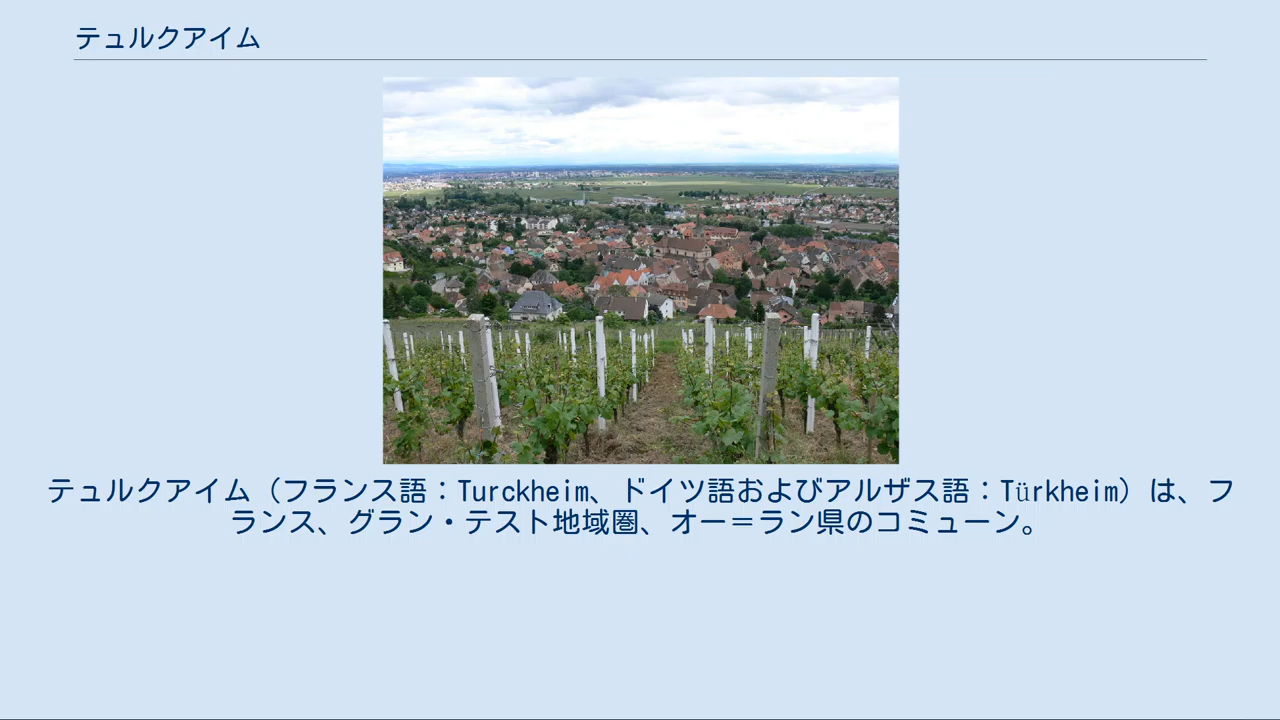 テュルクアイム
テュルクアイム（フランス語：Turckheim、ドイツ語およびアルザス語：Türkheim）は、フ
ランス、グラン・テスト地域圏、オー＝ラン県のコミューン。